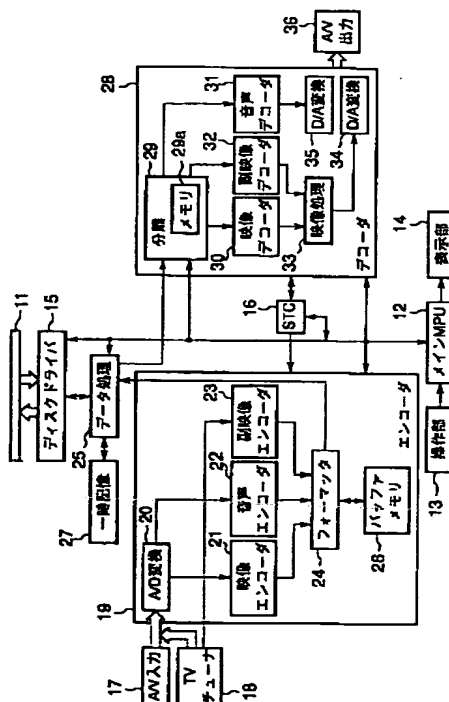 11
15
ディスクドライバ
25
データ処理
27
一時記憶
17
A/V入力
18
TV
チューナ
19
20
A/D変換
21
映像
エンコーダ
22
音声
エンコーダ
23
副映像
エンコーダ
24
フォーマッタ
26
バッファ
メモリ
エンコーダ
16
STC
13
操作部
12
メインMPU
14
表示部
28
29
分離
29a
メモリ
30
映像
デコーダ
32
副映像
デコーダ
31
音声
デコーダ
33
映像処理
35
D/A変換
34
D/A変換
デコーダ
36
A/V
出力